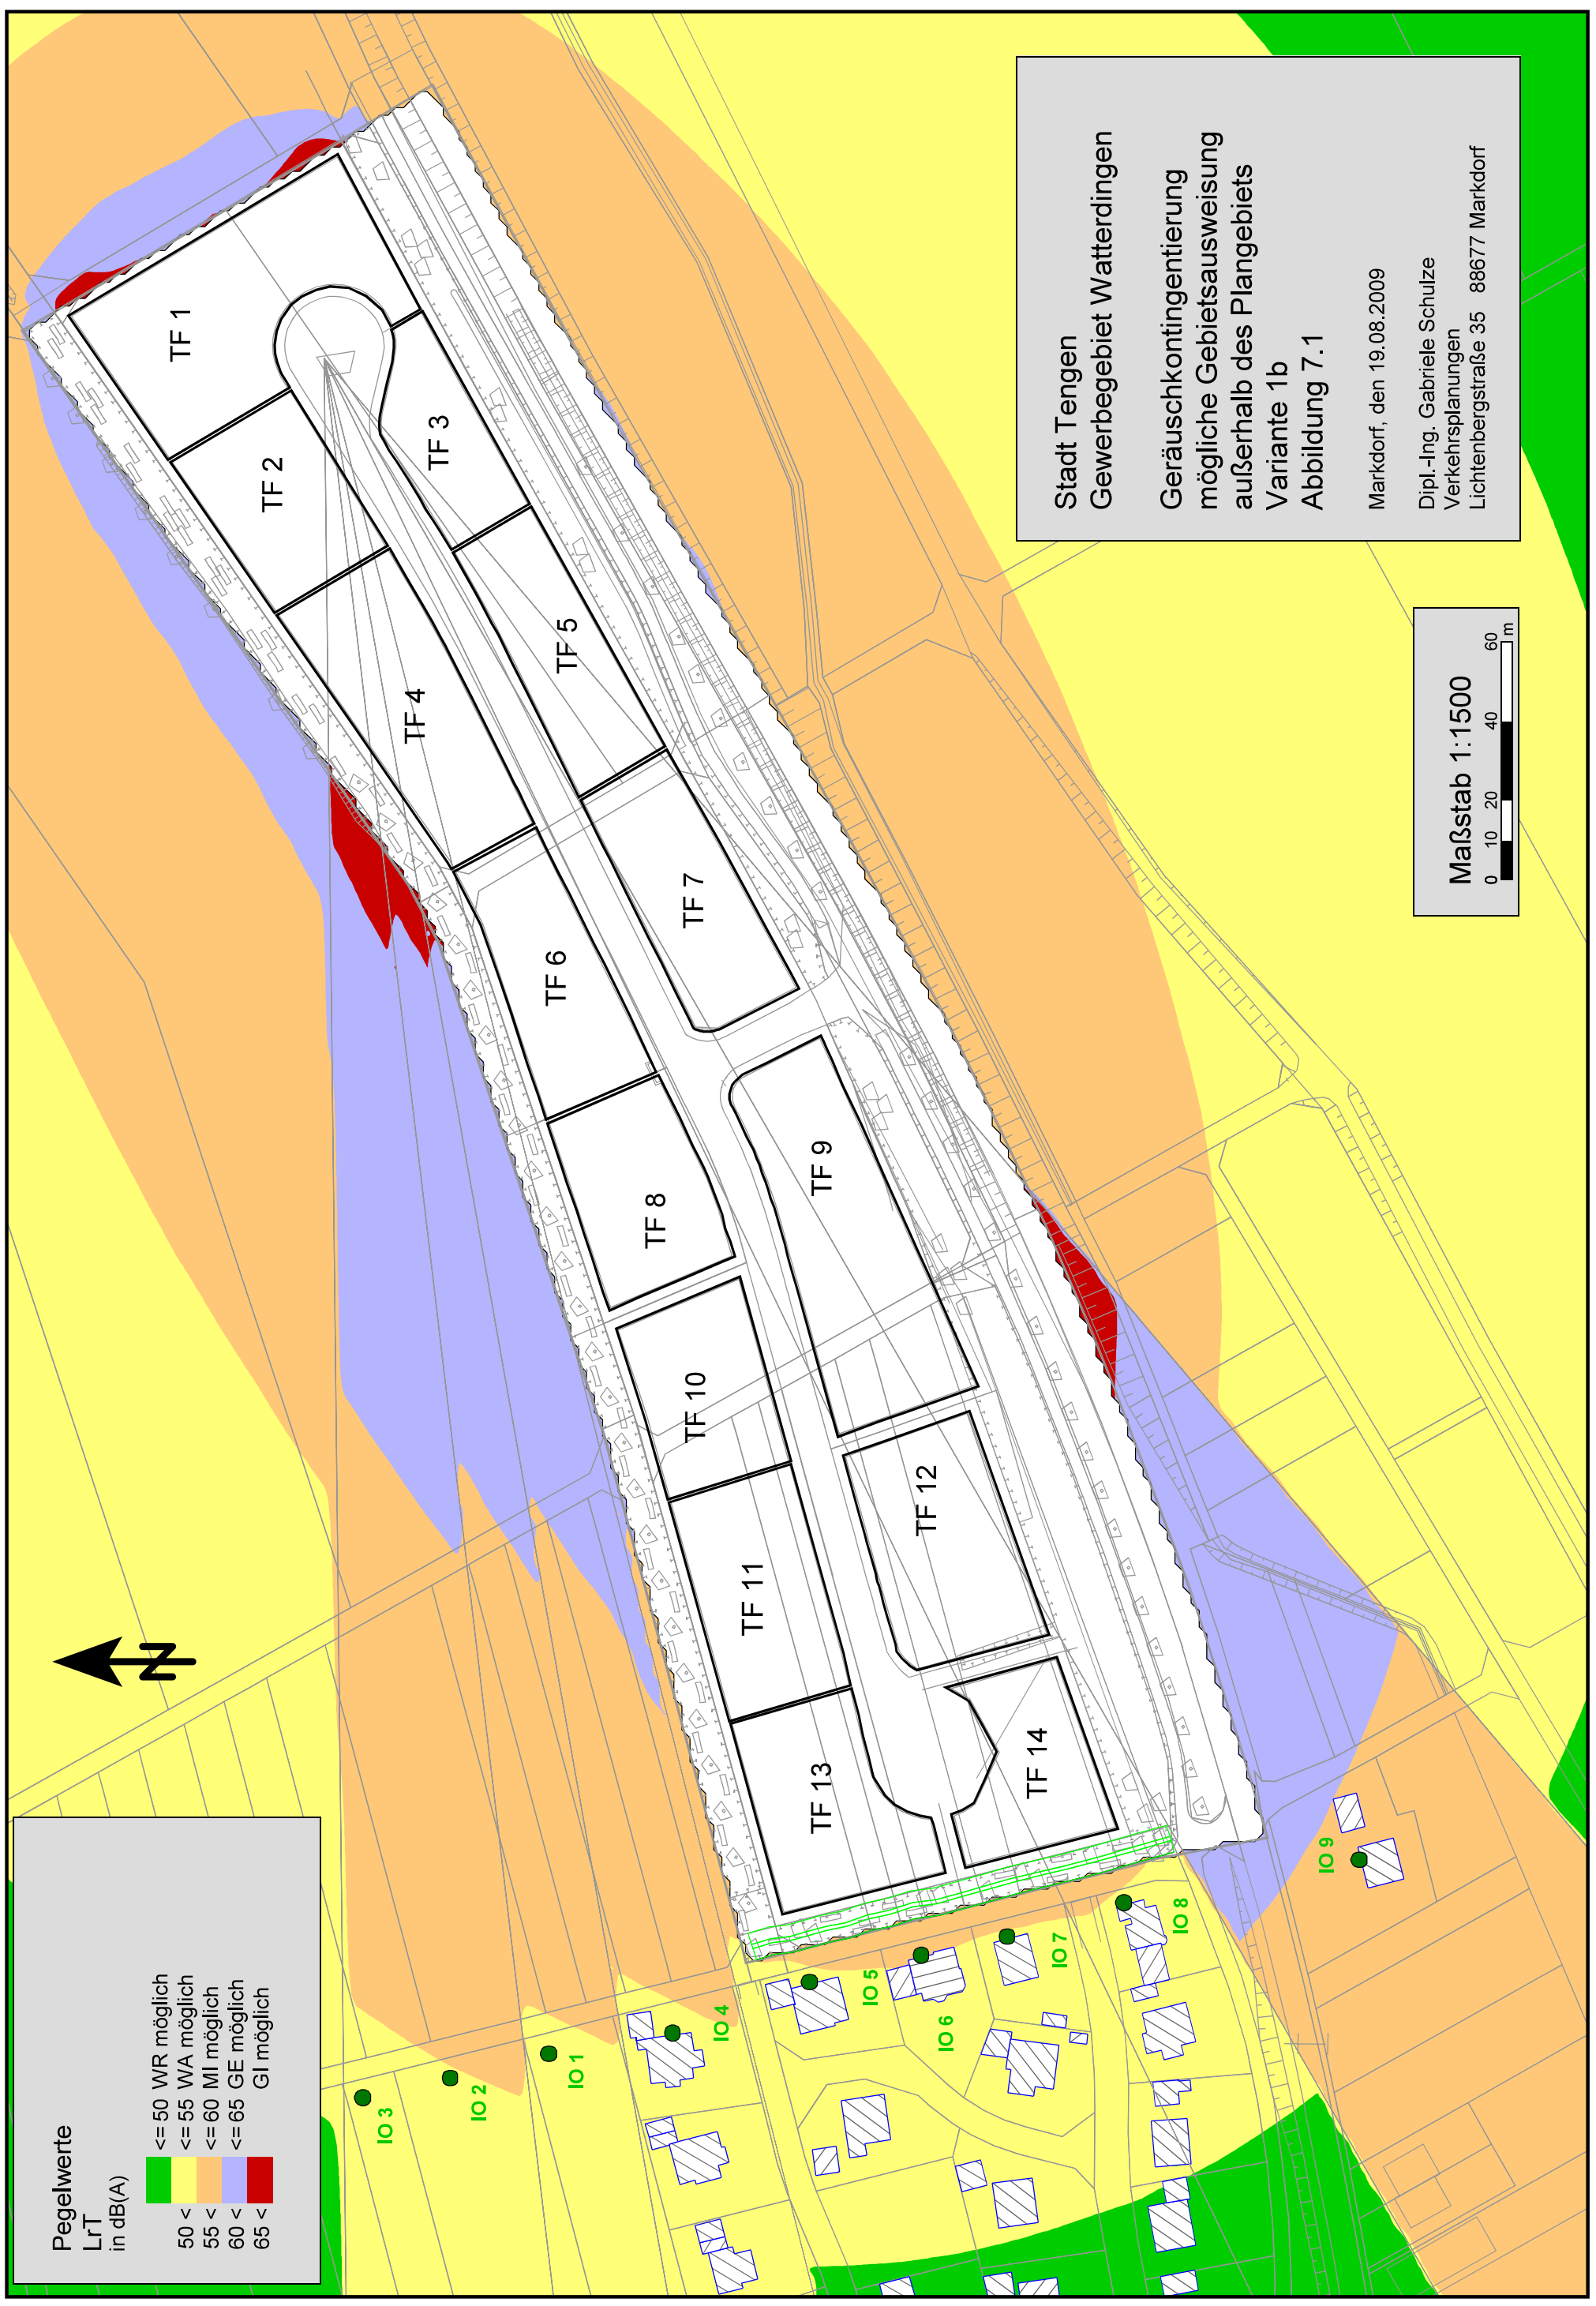 Stadt Tengen
Gewerbegebiet Watterdingen
Geräuschkontingentierung
mögliche Gebietsausweisung
außerhalb des Plangebiets
Variante 1b
Abbildung 7.1
Markdorf, den 19.08.2009
Dipl.-Ing. Gabriele Schulze
Verkehrsplanungen
Lichtenbergstraße 35 88677 Markdorf
Maßstab 1:1500
0 10 20 40 60
m
Pegelwerte
LrT
in dB(A)
<= 50 WR möglich
50 < <= 55 WA möglich
55 < <= 60 MI möglich
60 < <= 65 GE möglich
65 < GI möglich
N
TF 1
TF 2
TF 3
TF 4
TF 5
TF 6
TF 7
TF 8
TF 9
TF 10
TF 11
TF 12
TF 13
TF 14
IO 1
IO 2
IO 3
IO 4
IO 5
IO 6
IO 7
IO 8
IO 9